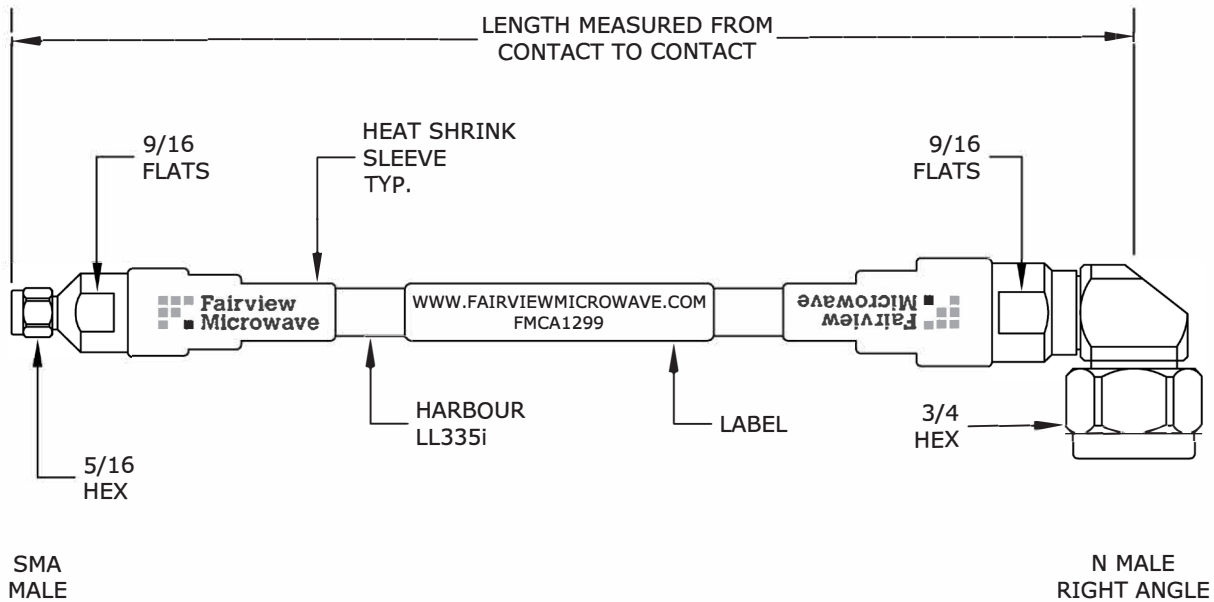 LENGTH MEASURED FROM
CONTACT TO CONTACT
9/16
FLATS
HEAT SHRINK
SLEEVE
TYP.
9/16
FLATS
Fairview
Microwave
WWW.FAIRVIEWMICROWAVE.COM
FMCA1299
Fairview
Microwave
HARBOUR
LL335i
LABEL
3/4
HEX
5/16
HEX
SMA
MALE
N MALE
RIGHT ANGLE